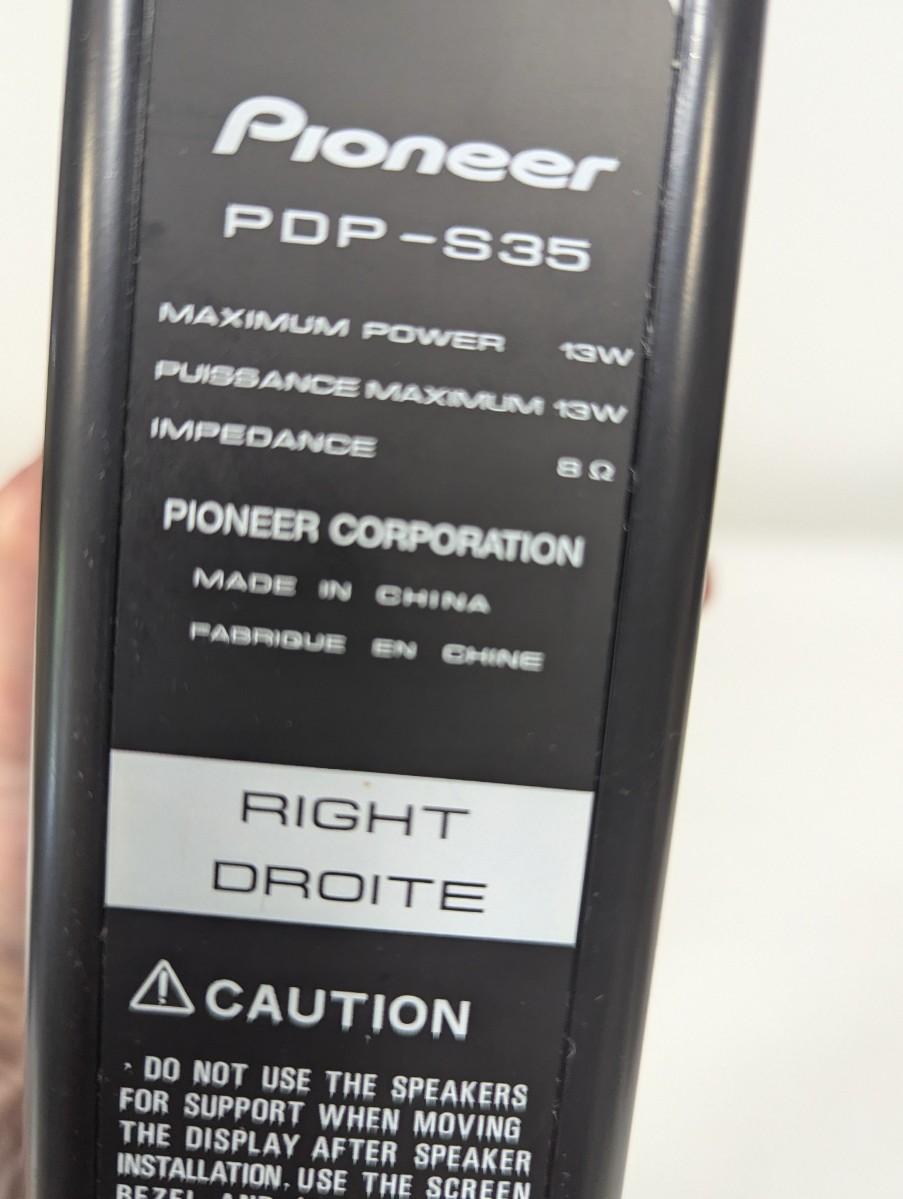 Pioneer
PDP-S35
MAXIMUM POWER 13W
PUISSANCE MAXIMUM 13W
IMPEDANCE 8 Ω
PIONEER CORPORATION
MADE IN CHINA
FABRIQUE EN CHINE
RIGHT
DROITE
⚠ CAUTION
· DO NOT USE THE SPEAKERS
FOR SUPPORT WHEN MOVING
THE DISPLAY AFTER SPEAKER
INSTALLATION. USE THE SCREEN
BEZEL AND